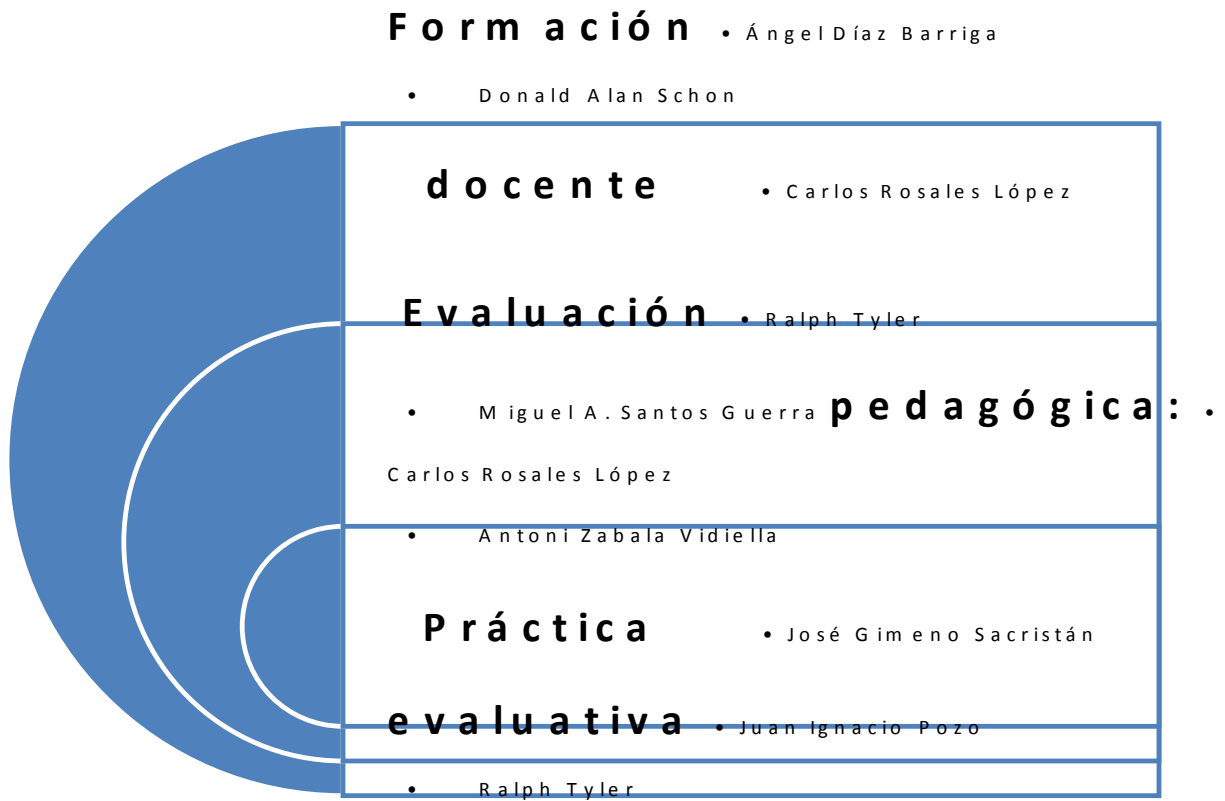 Formación • Ángel Díaz Barriga
• Donald Alan Schon
docente • Carlos Rosales López
Evaluación • Ralph Tyler
• Miguel A. Santos Guerra pedagógica: •
Carlos Rosales López
• Antoni Zabala Vidiella
Práctica • José Gimeno Sacristán
evaluativa • Juan Ignacio Pozo
• Ralph Tyler